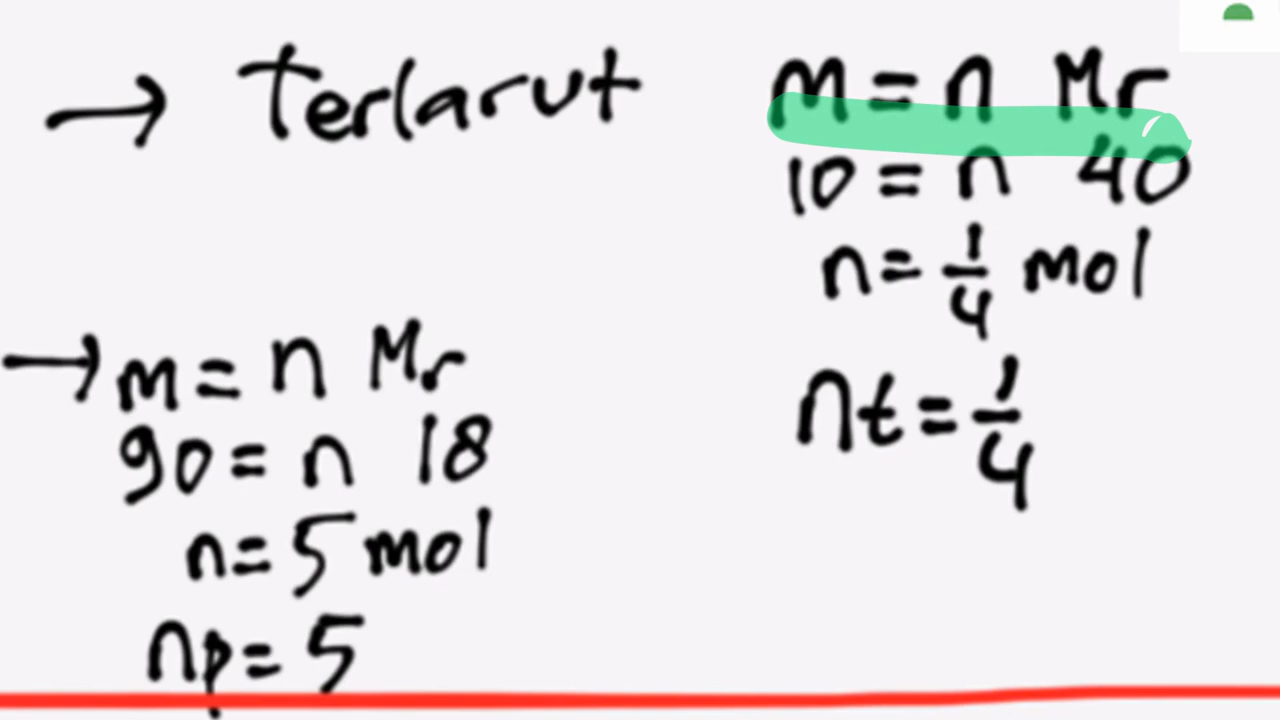 → Terlarut
m = n Mr
10 = n 40
n = 1/4 mol
nt = 1/4
→ m = n Mr
90 = n 18
n = 5 mol
np = 5